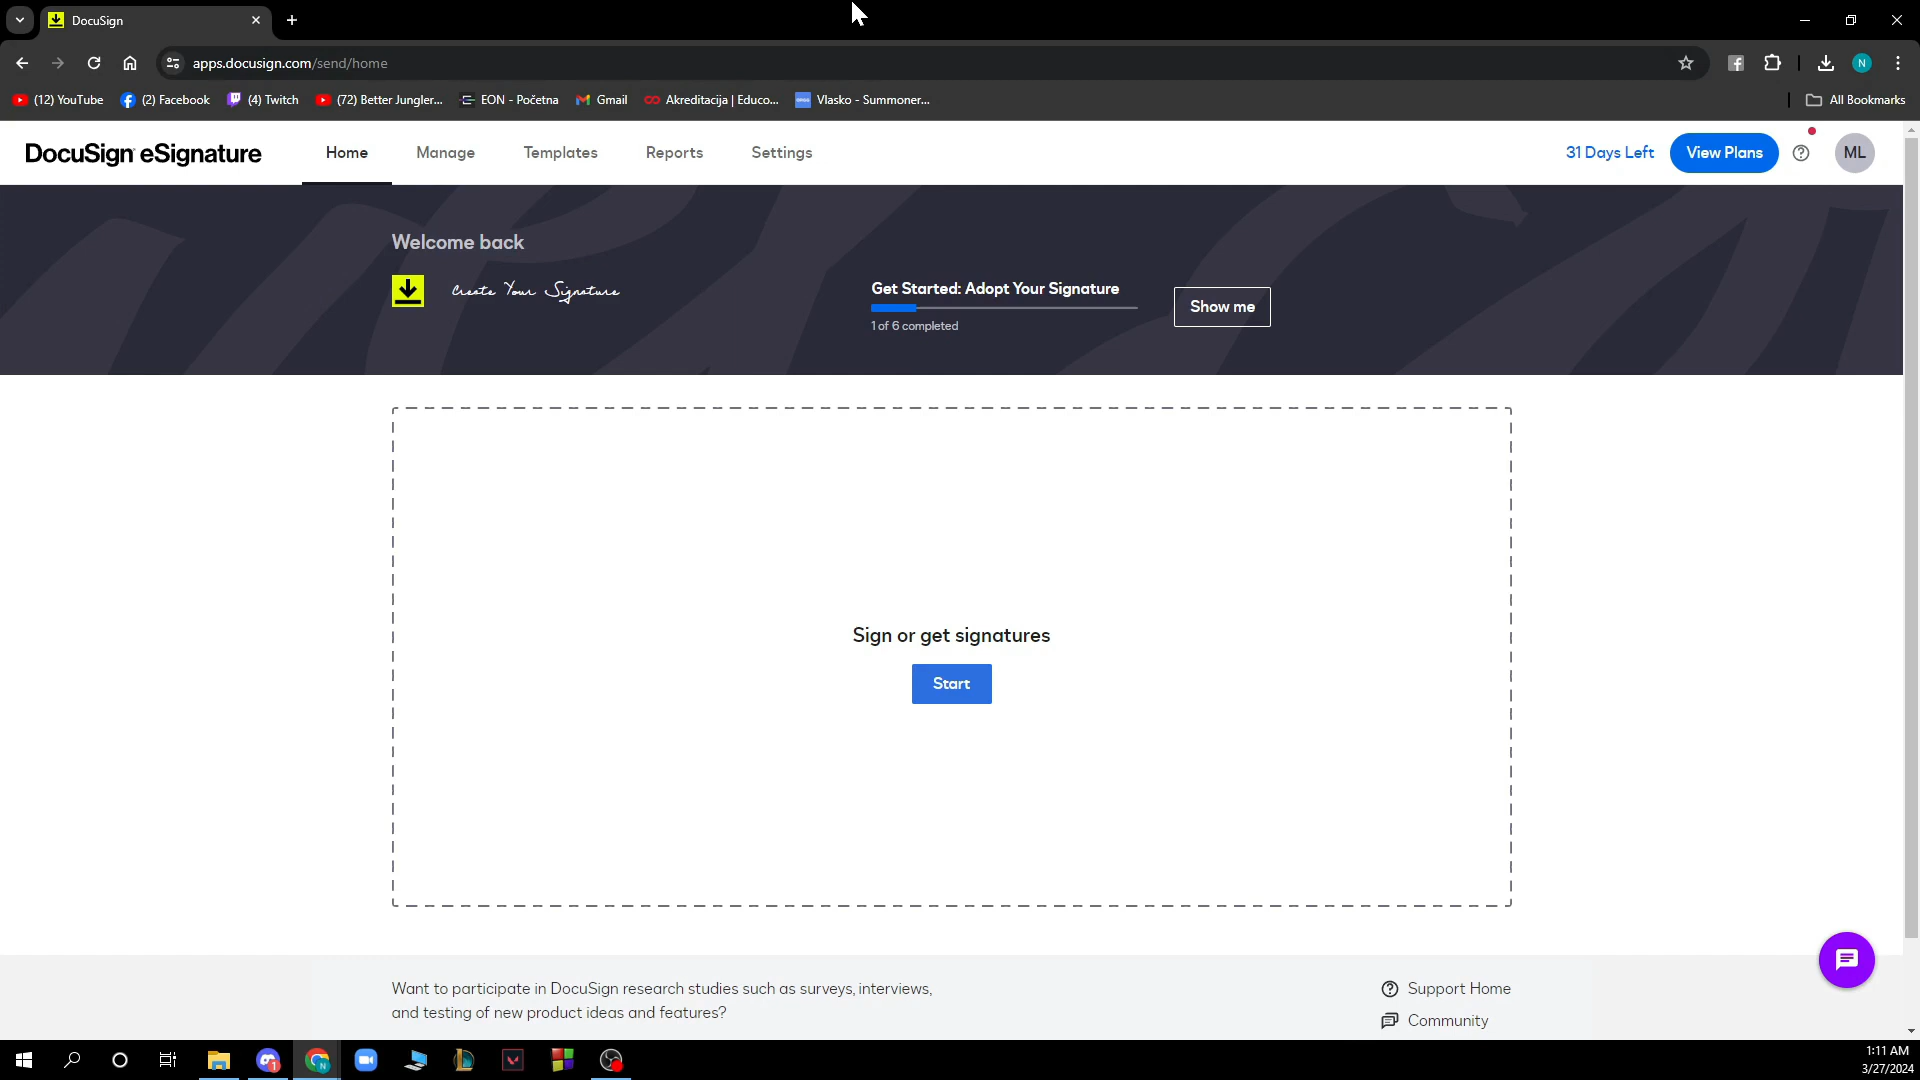 DocuSign
apps.docusign.com/send/home
(12) YouTube
(2) Facebook
(4) Twitch
(72) Better Jungler...
EON - Početna
Gmail
Akreditacija | Educo...
Vlasko - Summoner...
All Bookmarks
DocuSign eSignature
Home
Manage
Templates
Reports
Settings
31 Days Left
View Plans
ML
Welcome back
Create Your Signature
Get Started: Adopt Your Signature
1 of 6 completed
Show me
Sign or get signatures
Start
Want to participate in DocuSign research studies such as surveys, interviews,
and testing of new product ideas and features?
Support Home
Community
1:11 AM
3/27/2024